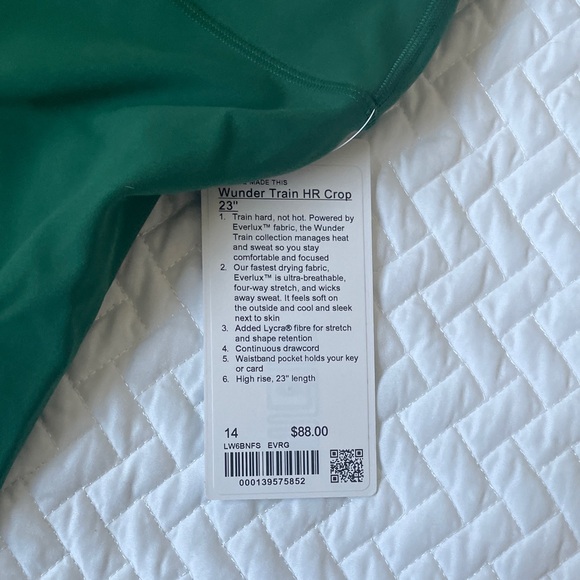 MADE THIS
Wunder Train HR Crop
23"
1. Train hard, not hot. Powered by
Everlux™ fabric, the Wunder
Train collection manages heat
and sweat so you stay
comfortable and focused
2. Our fastest drying fabric,
Everlux™ is ultra-breathable,
four-way stretch, and wicks
away sweat. It feels soft on
the outside and cool and sleek
next to skin
3. Added Lycra® fibre for stretch
and shape retention
4. Continuous drawcord
5. Waistband pocket holds your key
or card
6. High rise, 23" length
14 $88.00
LW6BNFS EVRG
000139575852